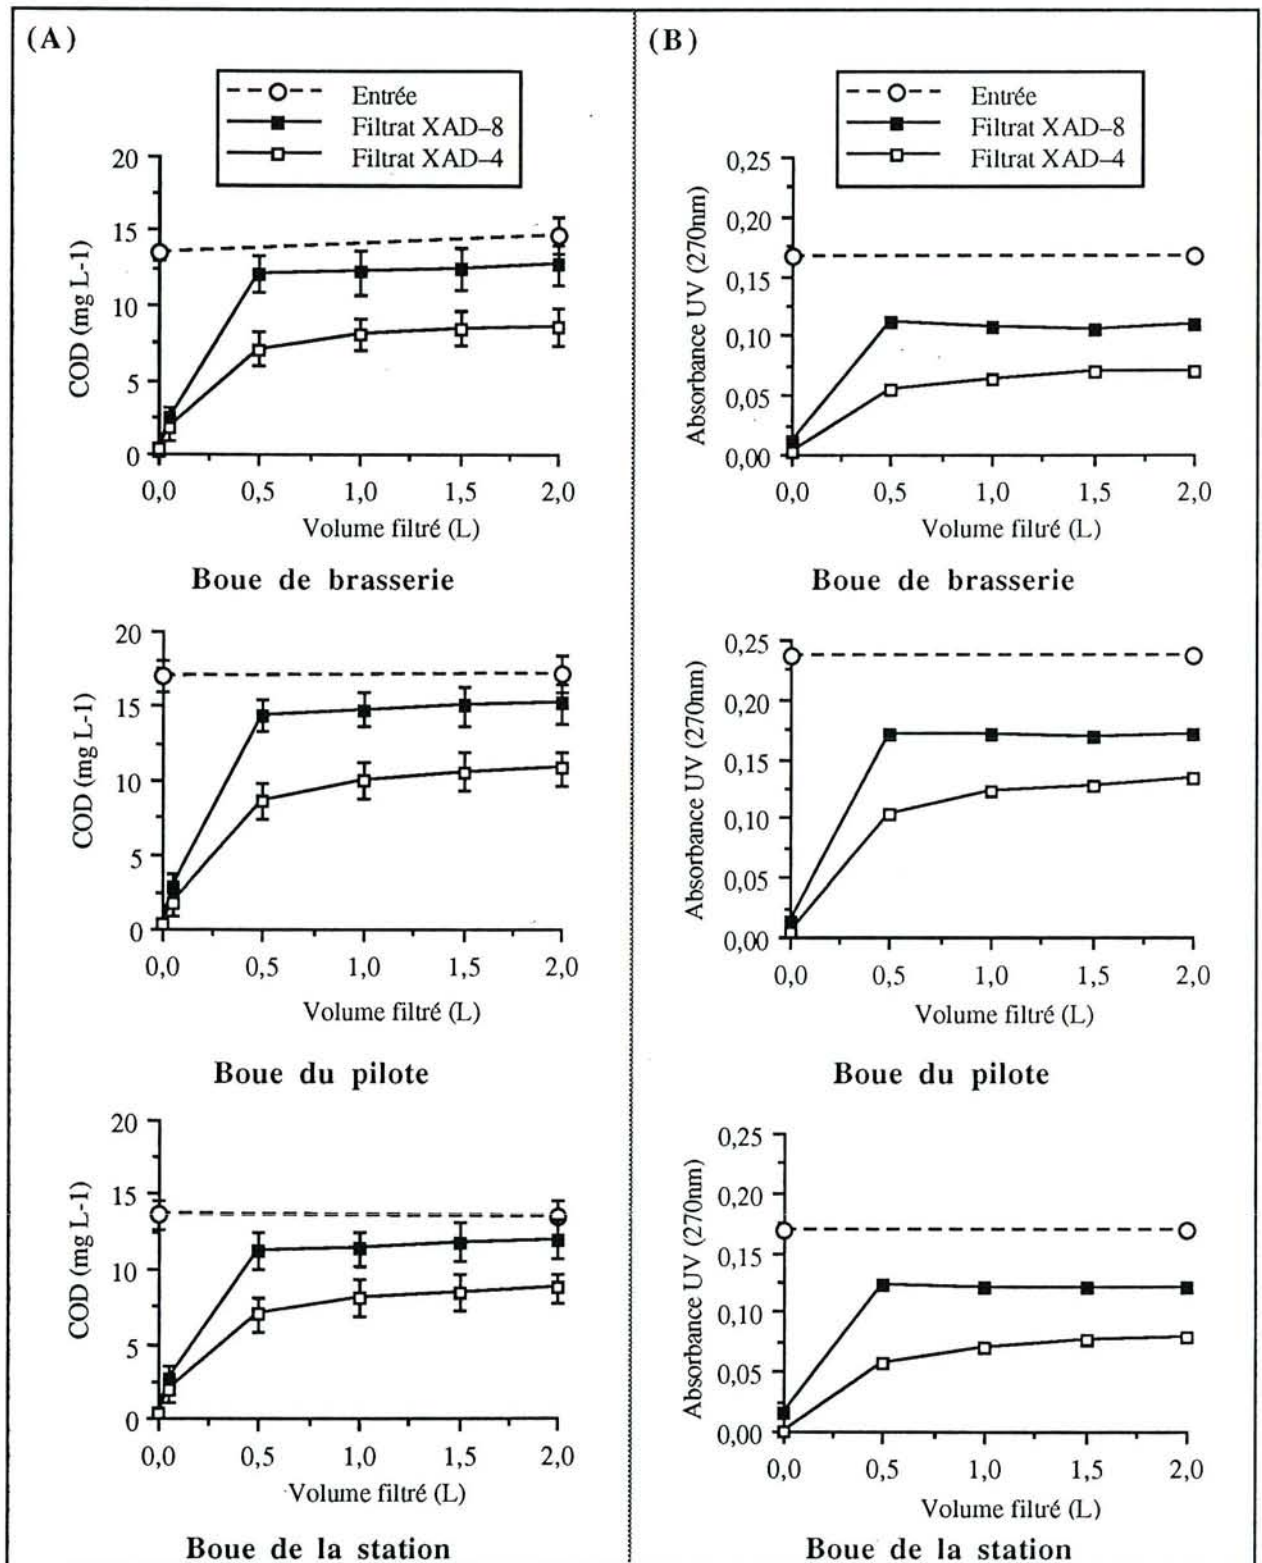 (A)
Entrée
Filtrat XAD–8
Filtrat XAD–4
20
15
10
5
0
COD (mg L-1)
0,0 0,5 1,0 1,5 2,0
Volume filtré (L)
Boue de brasserie
20
15
10
5
0
COD (mg L-1)
0,0 0,5 1,0 1,5 2,0
Volume filtré (L)
Boue du pilote
20
15
10
5
0
COD (mg L-1)
0,0 0,5 1,0 1,5 2,0
Volume filtré (L)
Boue de la station
(B)
Entrée
Filtrat XAD–8
Filtrat XAD–4
0,25
0,20
0,15
0,10
0,05
0,00
Absorbance UV (270nm)
0,0 0,5 1,0 1,5 2,0
Volume filtré (L)
Boue de brasserie
0,25
0,20
0,15
0,10
0,05
0,00
Absorbance UV (270nm)
0,0 0,5 1,0 1,5 2,0
Volume filtré (L)
Boue du pilote
0,25
0,20
0,15
0,10
0,05
0,00
Absorbance UV (270nm)
0,0 0,5 1,0 1,5 2,0
Volume filtré (L)
Boue de la station